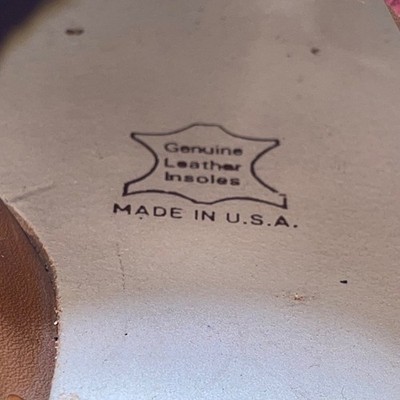 Genuine
Leather
Insoles
MADE IN U.S.A.